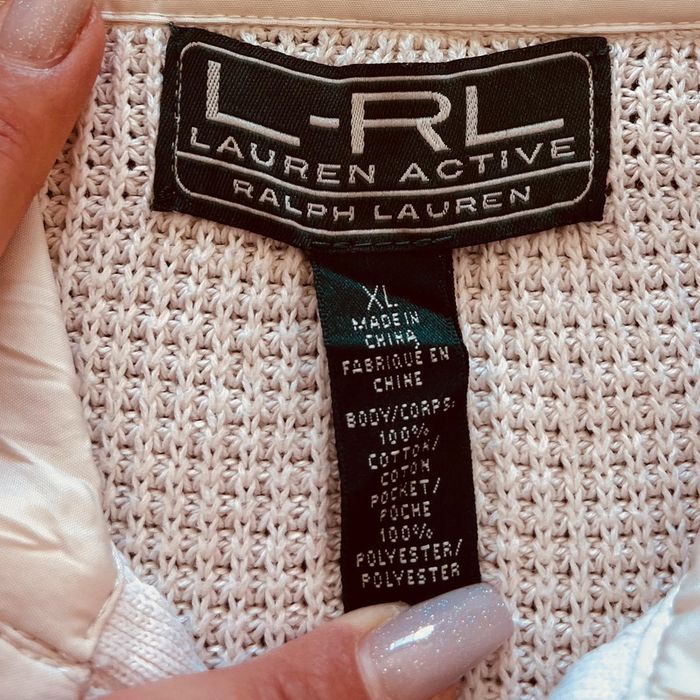 L-RL
LAUREN ACTIVE
RALPH LAUREN
XL
MADE IN
CHINA
FABRIQUE EN
CHINE
BODY/CORPS:
100%
COTTON/
COTON
POCKET/
POCHE
100%
POLYESTER/
POLYESTER